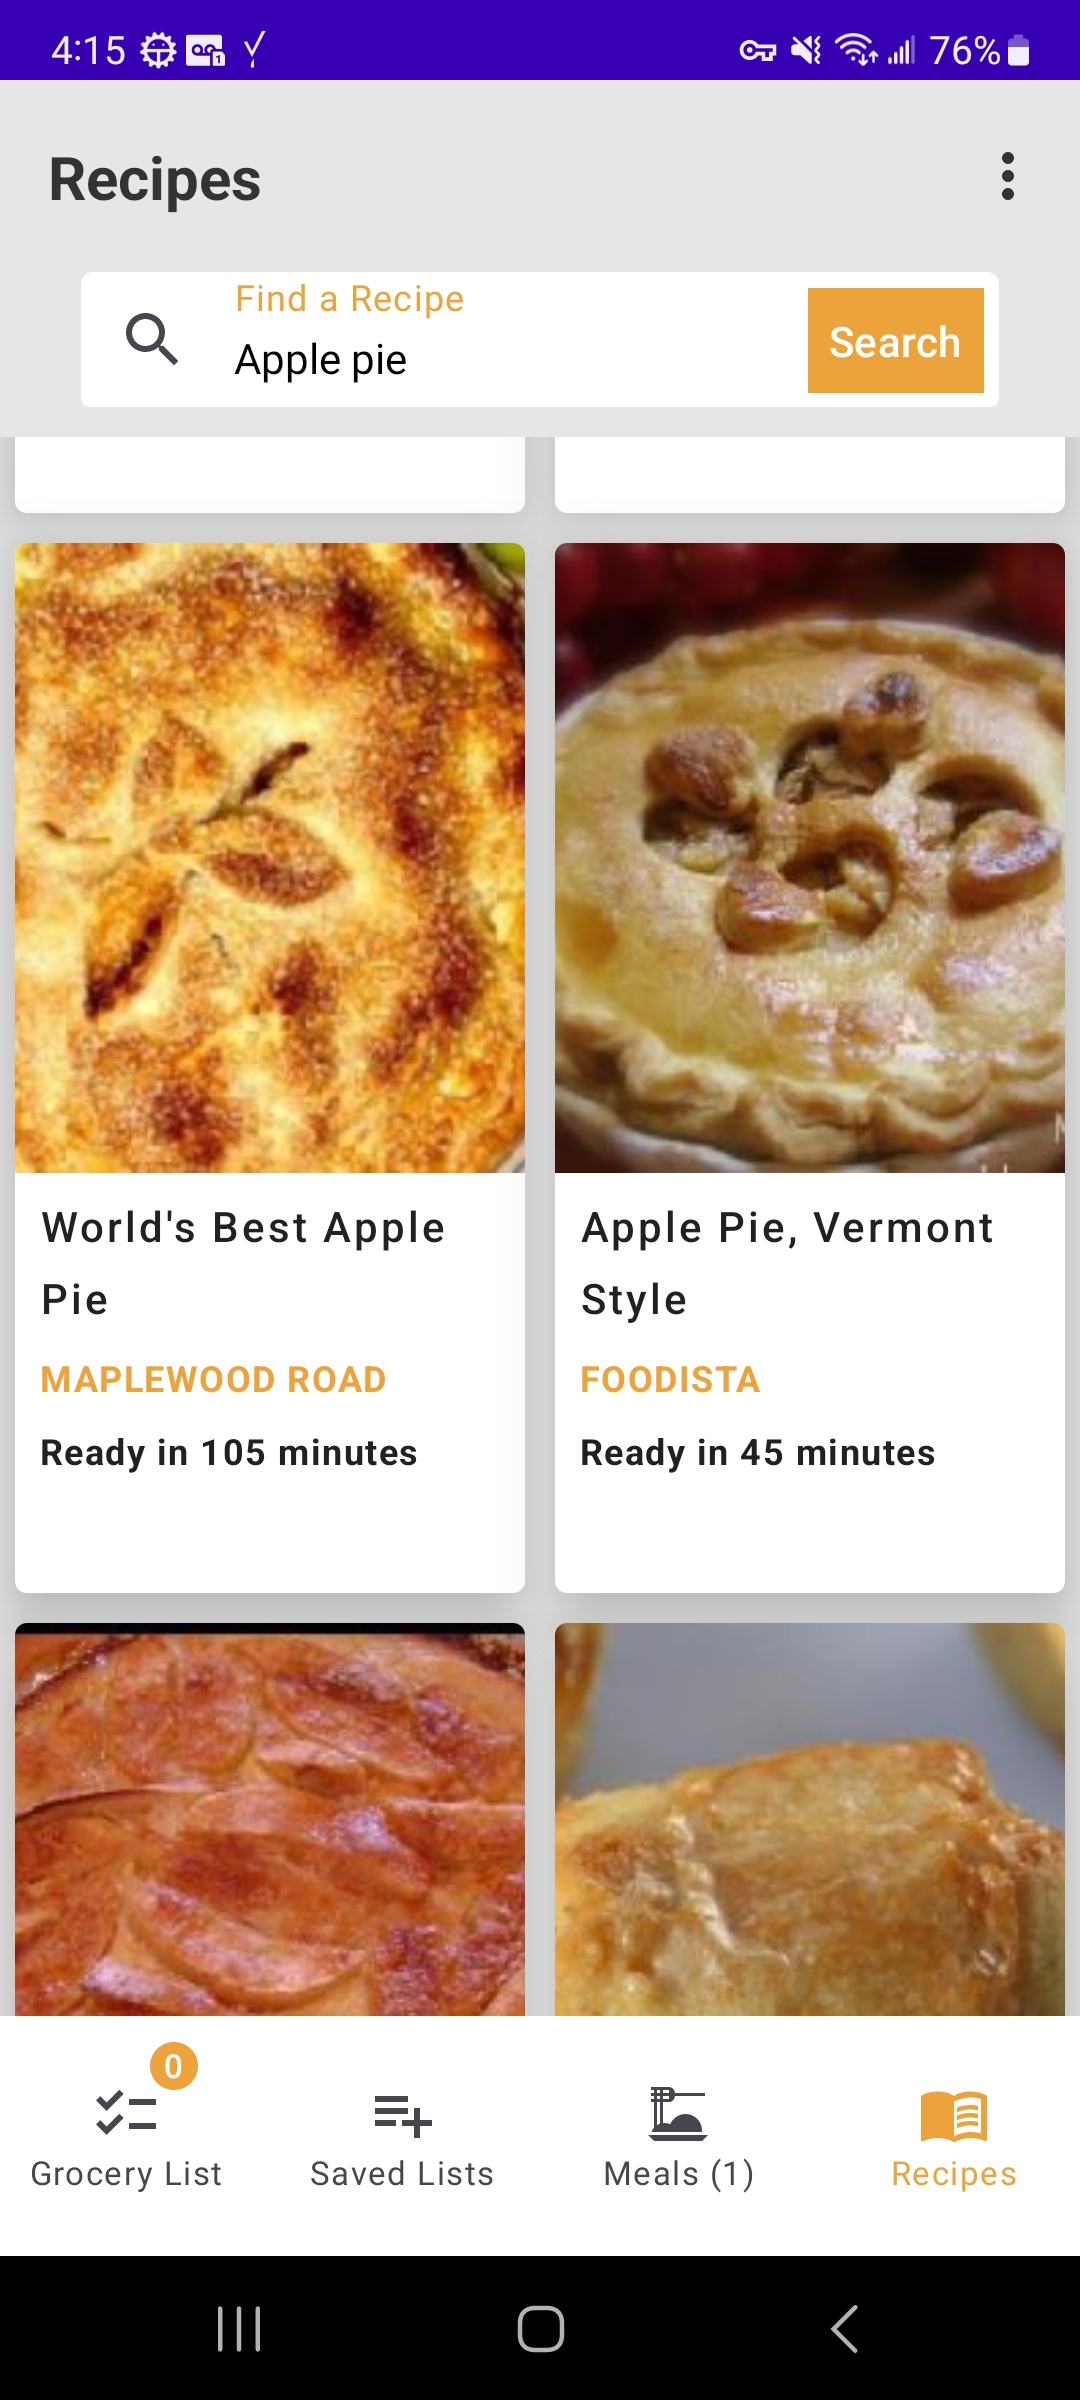 4:15
76%
Recipes
Find a Recipe
Apple pie
Search
World's Best Apple
Pie
MAPLEWOOD ROAD
Ready in 105 minutes
Apple Pie, Vermont
Style
FOODISTA
Ready in 45 minutes
0
Grocery List
Saved Lists
Meals (1)
Recipes